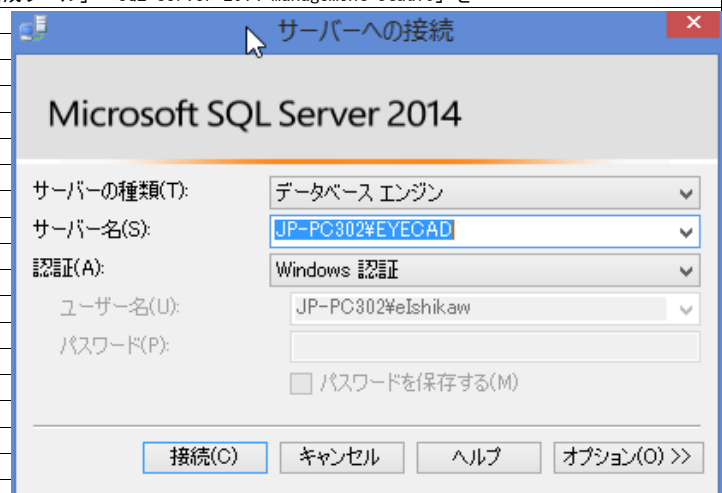 サーバーへの接続
Microsoft SQL Server 2014
サーバーの種類(T):
データベース エンジン
サーバー名(S):
JP-PC302¥EYECAD
認証(A):
Windows 認証
ユーザー名(U):
JP-PC302¥eIshikaw
パスワード(P):
パスワードを保存する(M)
接続(C)
キャンセル
ヘルプ
オプション(O) >>